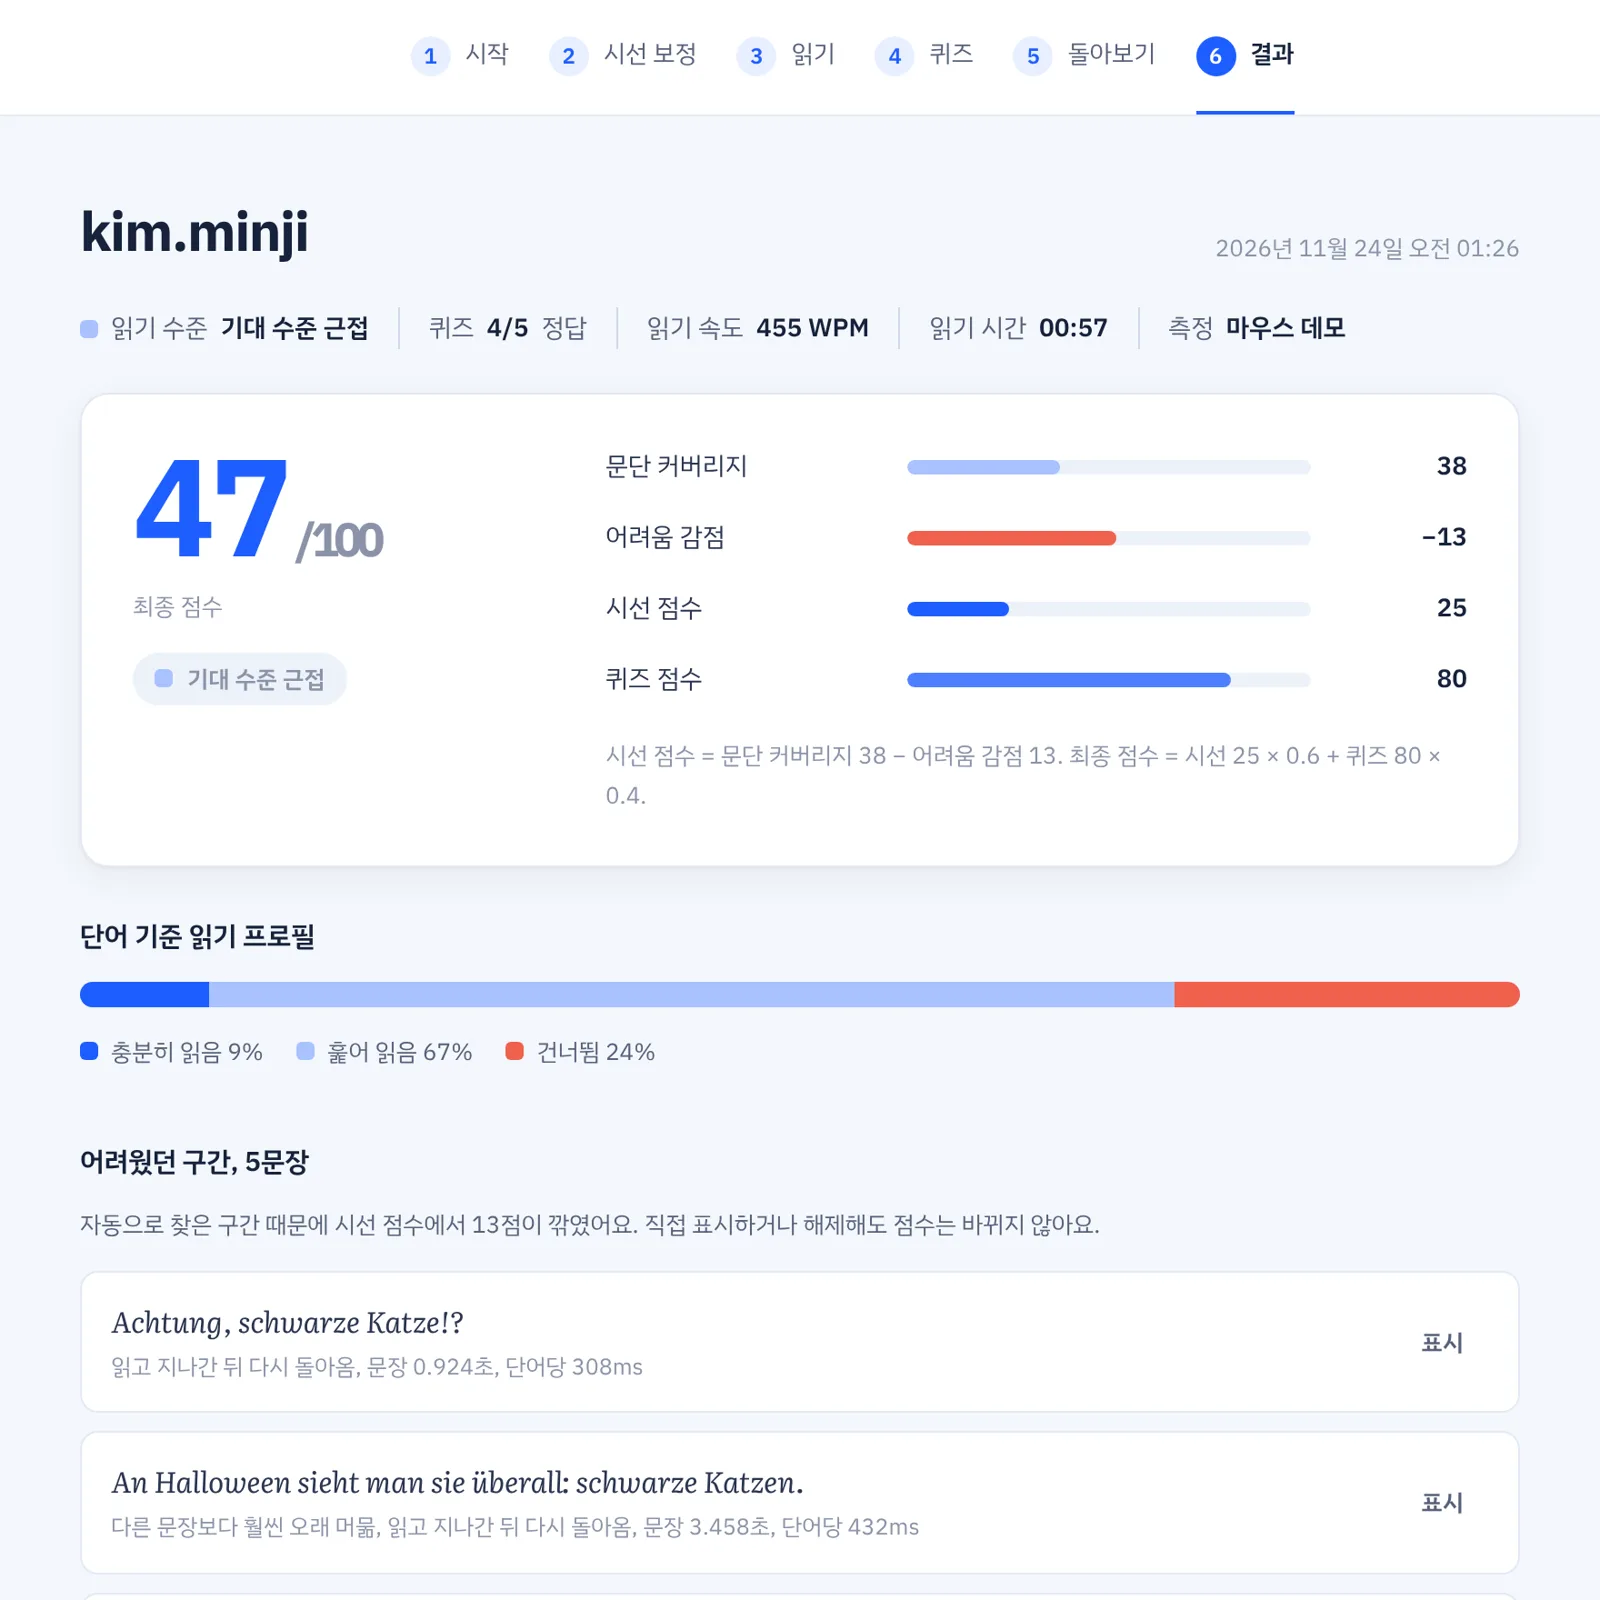 1 시작 2 시선 보정 3 읽기 4 퀴즈 5 돌아보기 6 결과
kim.minji
2026년 11월 24일 오전 01:26
읽기 수준 기대 수준 근접 퀴즈 4/5 정답 읽기 속도 455 WPM 읽기 시간 00:57 측정 마우스 데모
47 /100
최종 점수
기대 수준 근접
문단 커버리지 38
어려움 감점 −13
시선 점수 25
퀴즈 점수 80
시선 점수 = 문단 커버리지 38 − 어려움 감점 13. 최종 점수 = 시선 25 × 0.6 + 퀴즈 80 ×
0.4.
단어 기준 읽기 프로필
충분히 읽음 9% 훑어 읽음 67% 건너뜀 24%
어려웠던 구간, 5문장
자동으로 찾은 구간 때문에 시선 점수에서 13점이 깎였어요. 직접 표시하거나 해제해도 점수는 바뀌지 않아요.
Achtung, schwarze Katze!?
읽고 지나간 뒤 다시 돌아옴, 문장 0.924초, 단어당 308ms
표시
An Halloween sieht man sie überall: schwarze Katzen.
다른 문장보다 훨씬 오래 머묾, 읽고 지나간 뒤 다시 돌아옴, 문장 3.458초, 단어당 432ms
표시